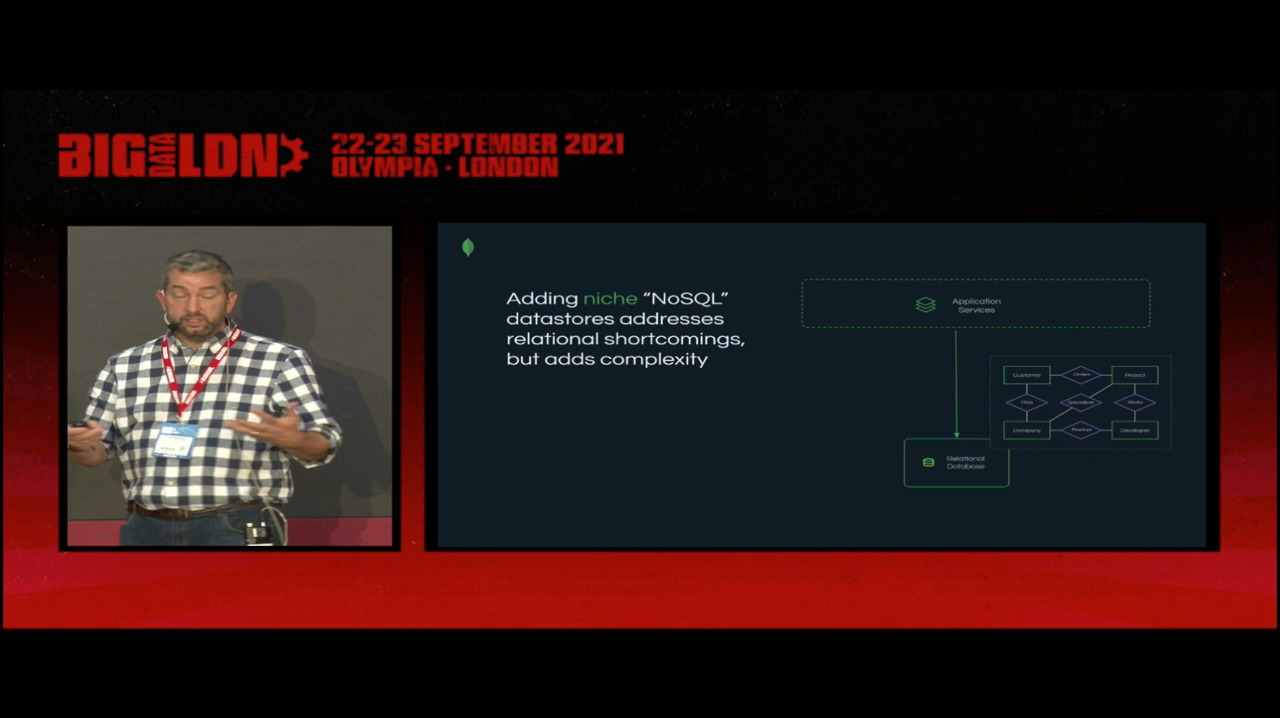 BIG DATA LDN
22-23 SEPTEMBER 2021
OLYMPIA · LONDON
Adding niche “NoSQL”
datastores addresses
relational shortcomings,
but adds complexity
Application
Services
Customer
Orders
Project
Company
Developer
Relational
Database